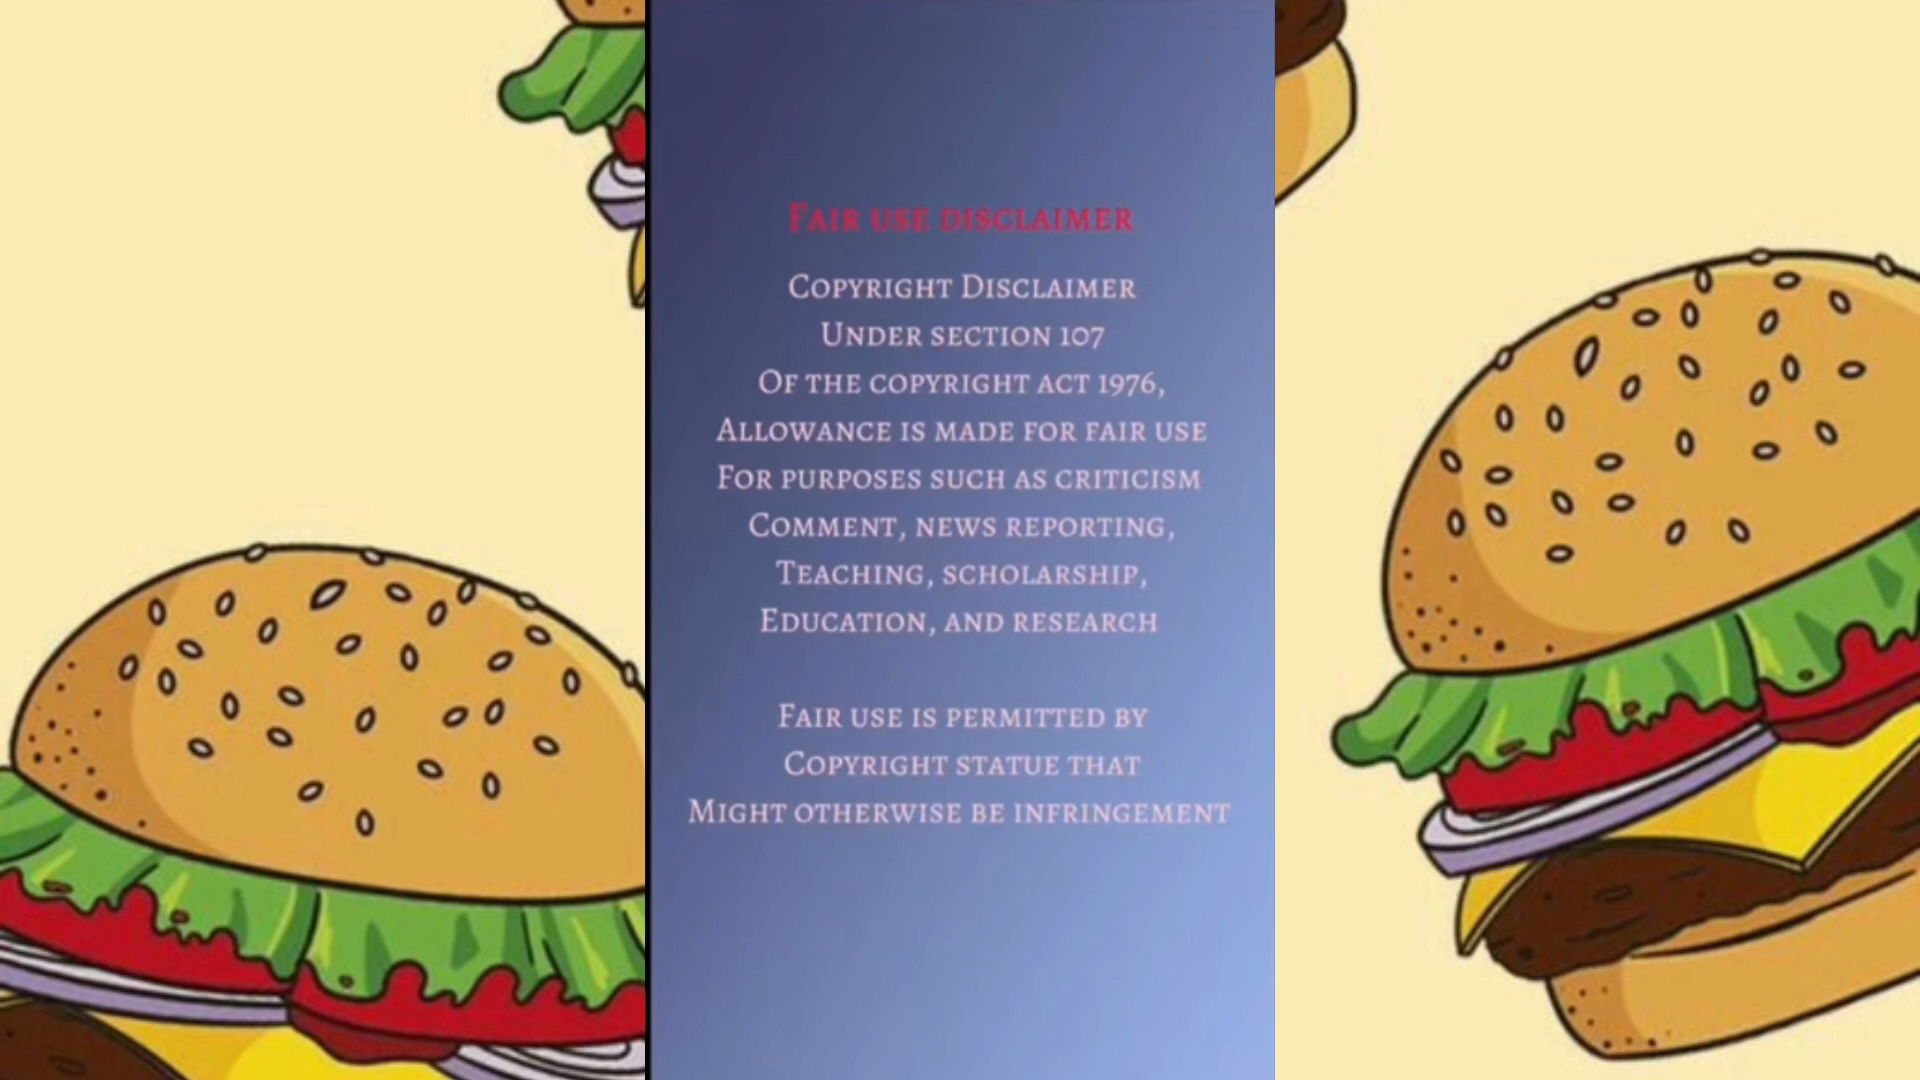 Fair use disclaimer
Copyright Disclaimer
Under section 107
Of the copyright act 1976,
Allowance is made for fair use
For purposes such as criticism
Comment, news reporting,
Teaching, scholarship,
Education, and research
Fair use is permitted by
Copyright statue that
Might otherwise be infringement